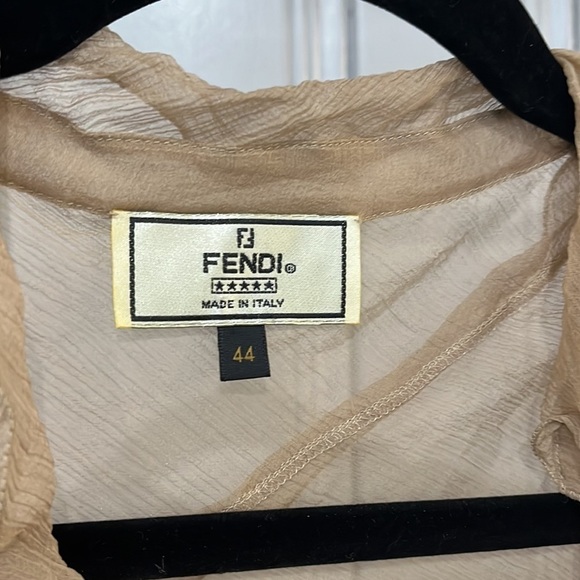 FF
FENDI®
★★★★★
MADE IN ITALY
44